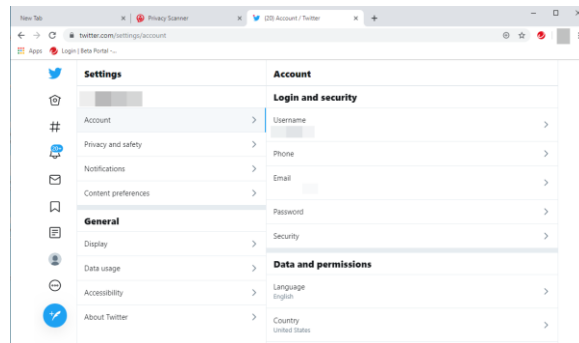 New Tab
Privacy Scanner
(20) Account / Twitter
twitter.com/settings/account
Apps
Login | Beta Portal -...
Settings
Account
Privacy and safety
Notifications
Content preferences
General
Display
Data usage
Accessibility
About Twitter
20+
Account
Login and security
Username
Phone
Email
Password
Security
Data and permissions
Language
English
Country
United States